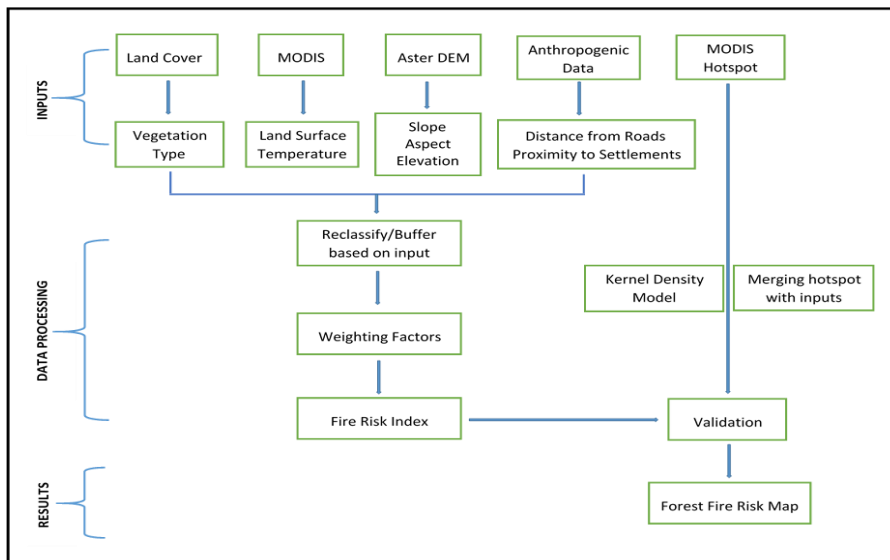 INPUTS
Land Cover
MODIS
Aster DEM
Anthropogenic
Data
MODIS
Hotspot
Vegetation
Type
Land Surface
Temperature
Slope
Aspect
Elevation
Distance from Roads
Proximity to Settlements
DATA PROCESSING
Reclassify/Buffer
based on input
Kernel Density
Model
Merging hotspot
with inputs
Weighting Factors
Fire Risk Index
Validation
RESULTS
Forest Fire Risk Map